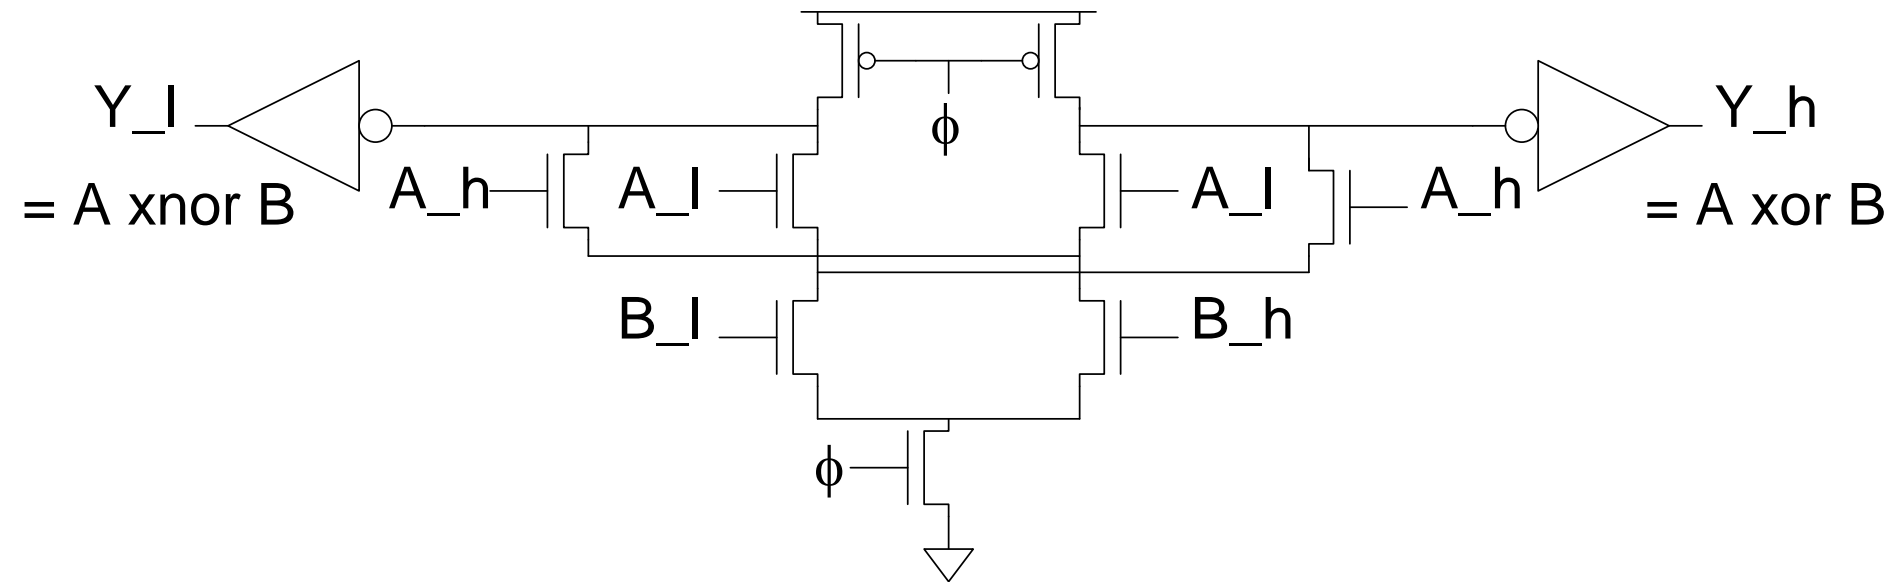 Y_l
= A xnor B
ϕ
Y_h
= A xor B
A_h
A_l
A_l
A_h
B_l
B_h
ϕ